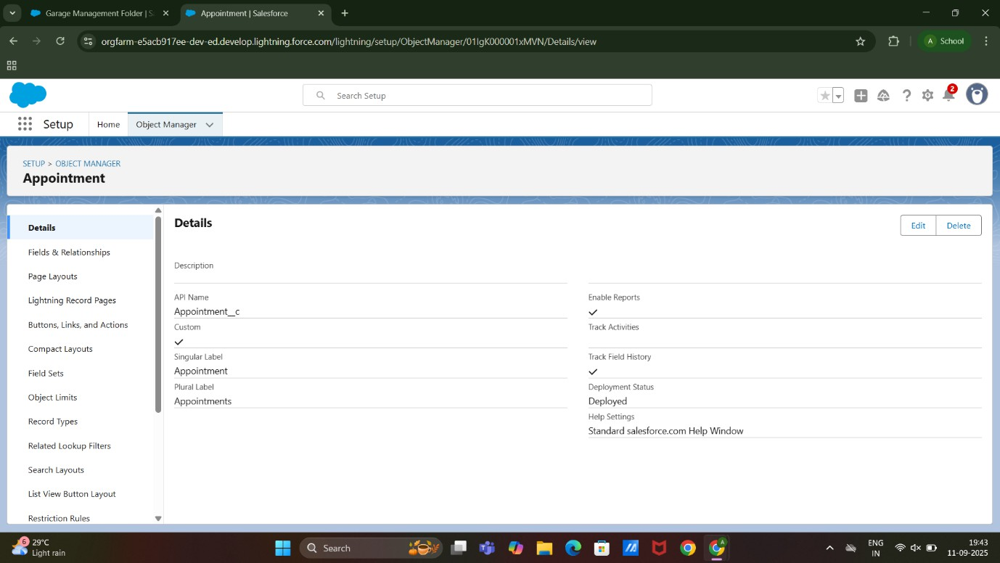 Garage Management Folder | S
Appointment | Salesforce
orgfarm-e5acb917ee-dev-ed.develop.lightning.force.com/lightning/setup/ObjectManager/01IgK000001xMVN/Details/view
A School
Search Setup
2
Setup
Home
Object Manager
SETUP > OBJECT MANAGER
Appointment
Details
Fields & Relationships
Page Layouts
Lightning Record Pages
Buttons, Links, and Actions
Compact Layouts
Field Sets
Object Limits
Record Types
Related Lookup Filters
Search Layouts
List View Button Layout
Restriction Rules
Details
Edit
Delete
Description
API Name
Appointment__c
Custom
Singular Label
Appointment
Plural Label
Appointments
Enable Reports
Track Activities
Track Field History
Deployment Status
Deployed
Help Settings
Standard salesforce.com Help Window
6
29°C
Light rain
Search
A
ENG
IN
19:43
11-09-2025